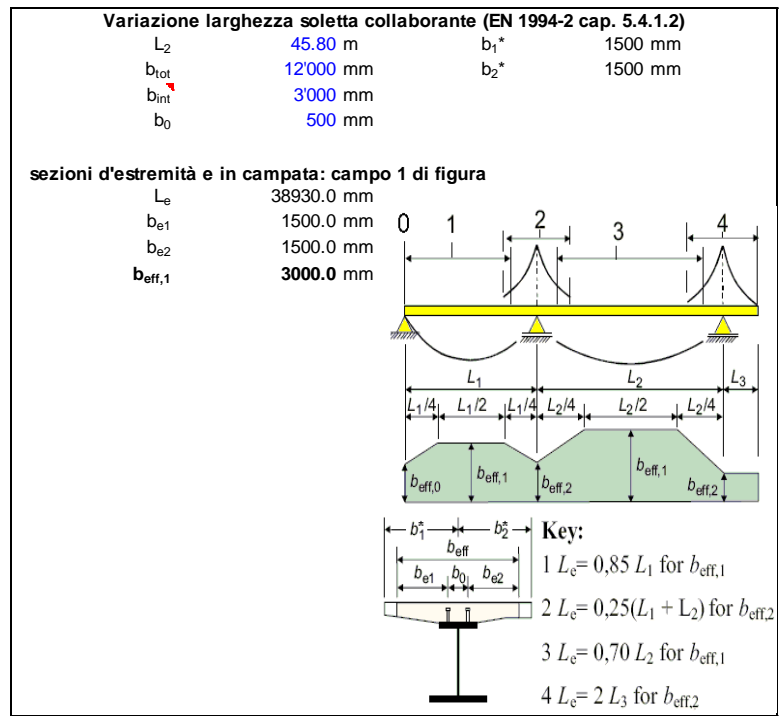 Variazione larghezza soletta collaborante (EN 1994-2 cap. 5.4.1.2)
L2 45.80 m b1* 1500 mm
btot 12'000 mm b2* 1500 mm
bint 3'000 mm
b0 500 mm
sezioni d'estremità e in campata: campo 1 di figura
Le 38930.0 mm
be1 1500.0 mm
be2 1500.0 mm
beff,1 3000.0 mm
0 1 2 3 4
L1 L2 L3
L1/4 L1/2 L1/4 L2/4 L2/2 L2/4
beff,0 beff,1 beff,2 beff,1 beff,2
b1* b2*
beff
be1 b0 be2
Key:
1 Le= 0,85 L1 for beff,1
2 Le= 0,25(L1 + L2) for beff,2
3 Le= 0,70 L2 for beff,1
4 Le= 2 L3 for beff,2